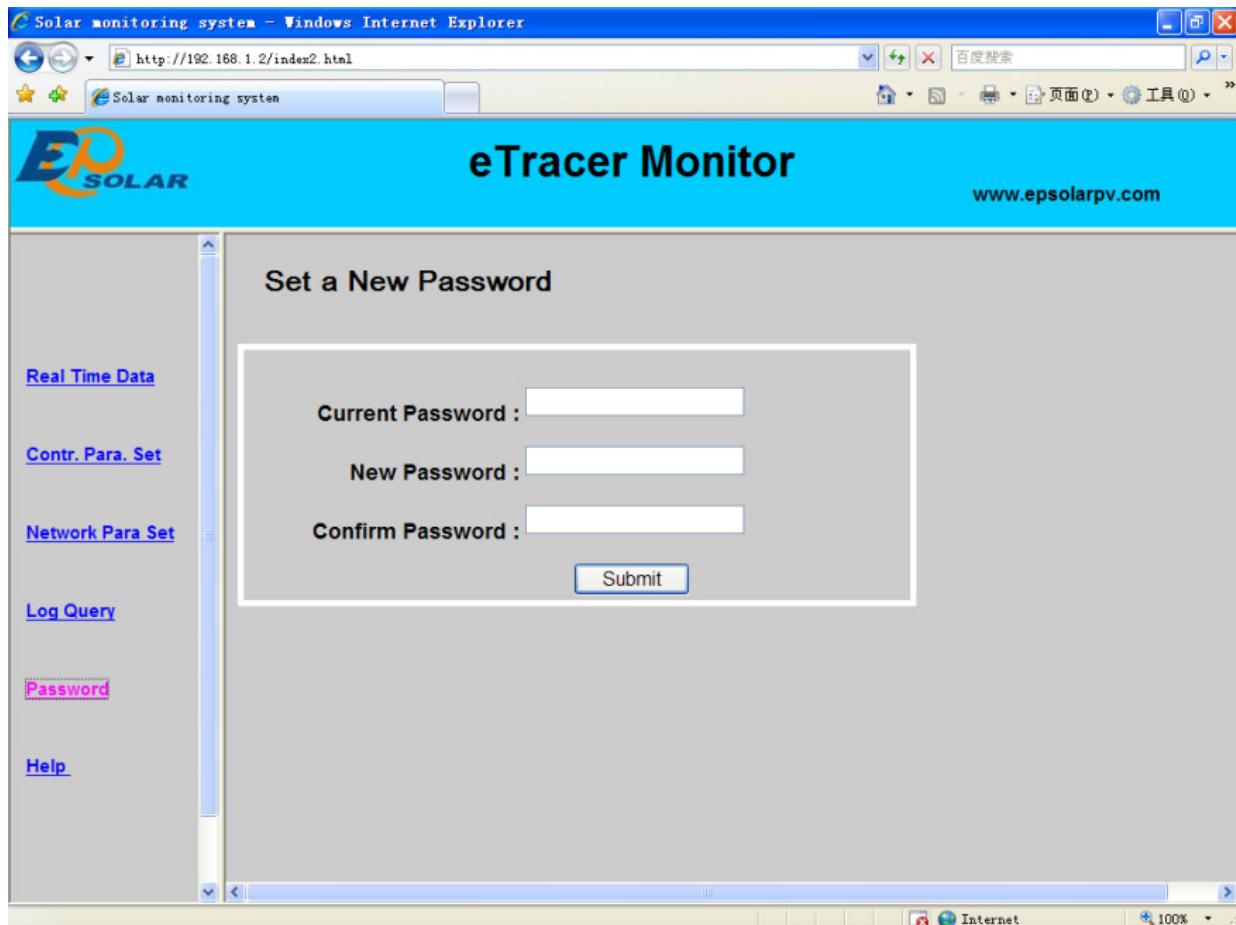 Solar monitoring system - Windows Internet Explorer
http://192.168.1.2/index2.html
百度搜索
Solar monitoring system
页面(P)
工具(O)
EP SOLAR
eTracer Monitor
www.epsolarpv.com
Set a New Password
Real Time Data
Contr. Para. Set
Network Para Set
Log Query
Password
Help
Current Password :
New Password :
Confirm Password :
Submit
Internet
100%